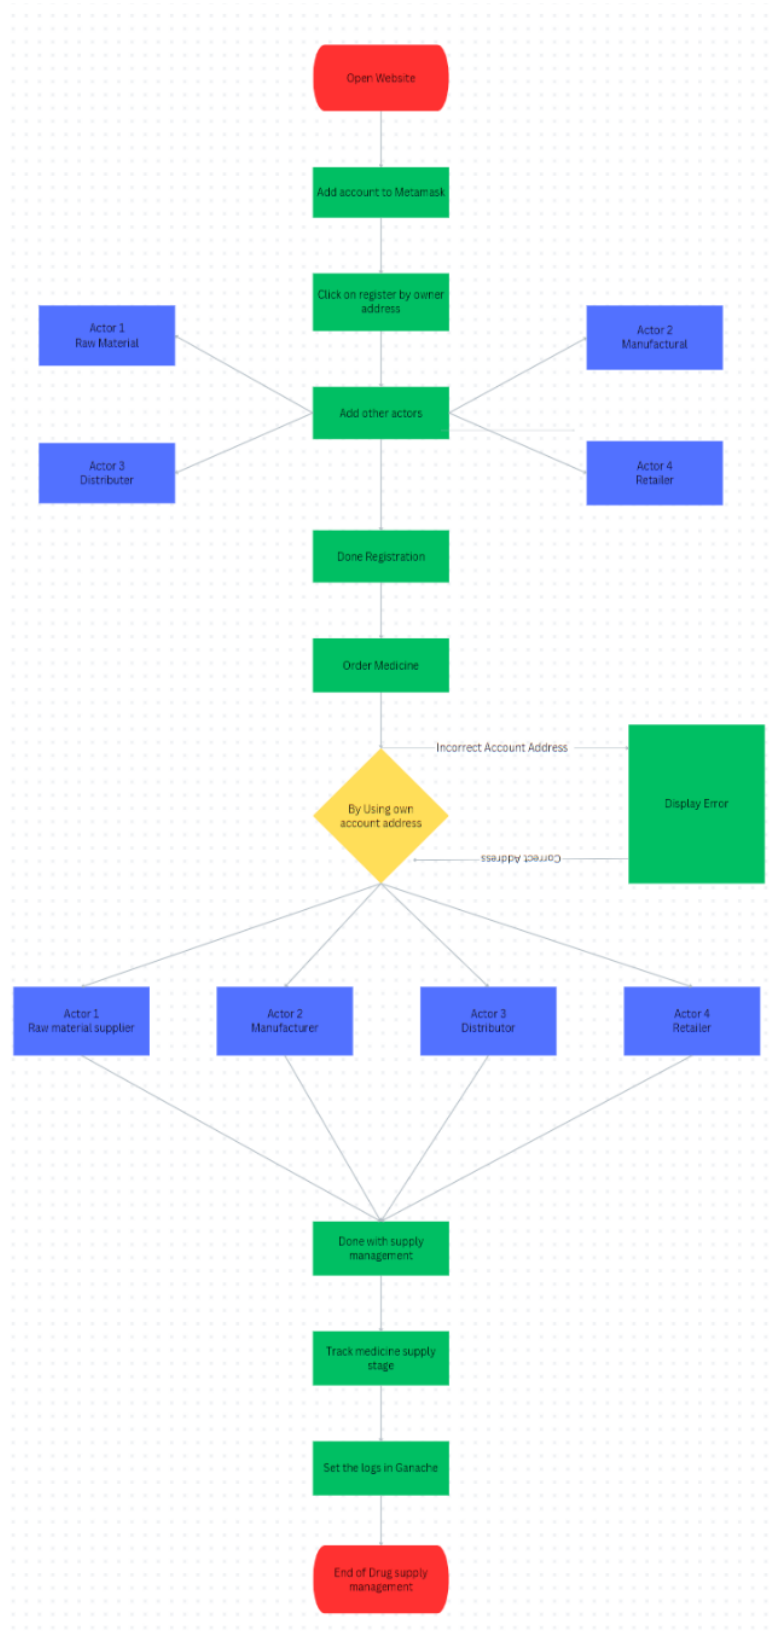 Open Website
Add account to Metamask
Click on register by owner
address
Actor 1
Raw Material
Actor 2
Manufactural
Add other actors
Actor 3
Distributer
Actor 4
Retailer
Done Registration
Order Medicine
Incorrect Account Address
By Using own
account address
Display Error
Correct Address
Actor 1
Raw material supplier
Actor 2
Manufacturer
Actor 3
Distributor
Actor 4
Retailer
Done with supply
management
Track medicine supply
stage
Set the logs in Ganache
End of Drug supply
management